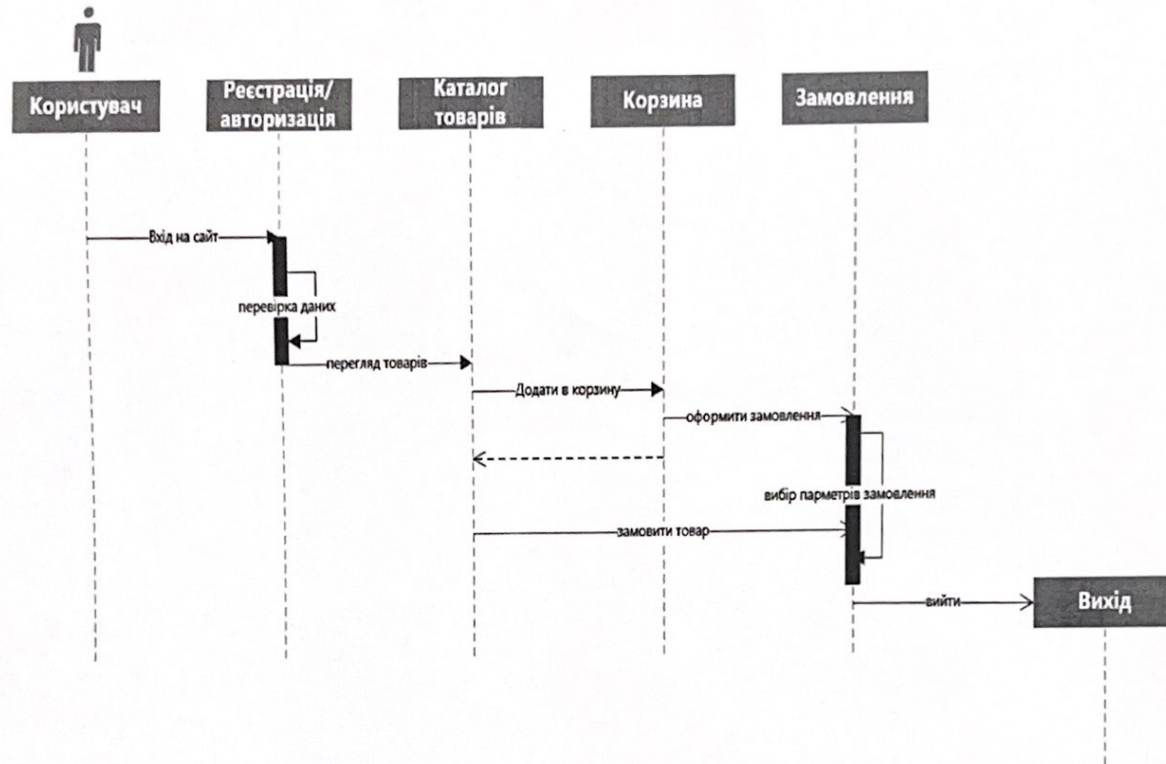 Користувач
Реєстрація/
авторизація
Каталог
товарів
Корзина
Замовлення
Вхід на сайт
перевірка даних
перегляд товарів
Додати в корзину
оформити замовлення
вибір парметрів замовлення
замовити товар
вийти
Вихід